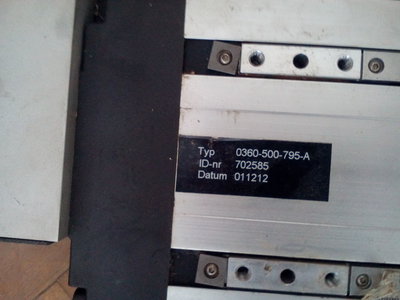 Typ 0360-500-795-A
ID-nr 702585
Datum 011212